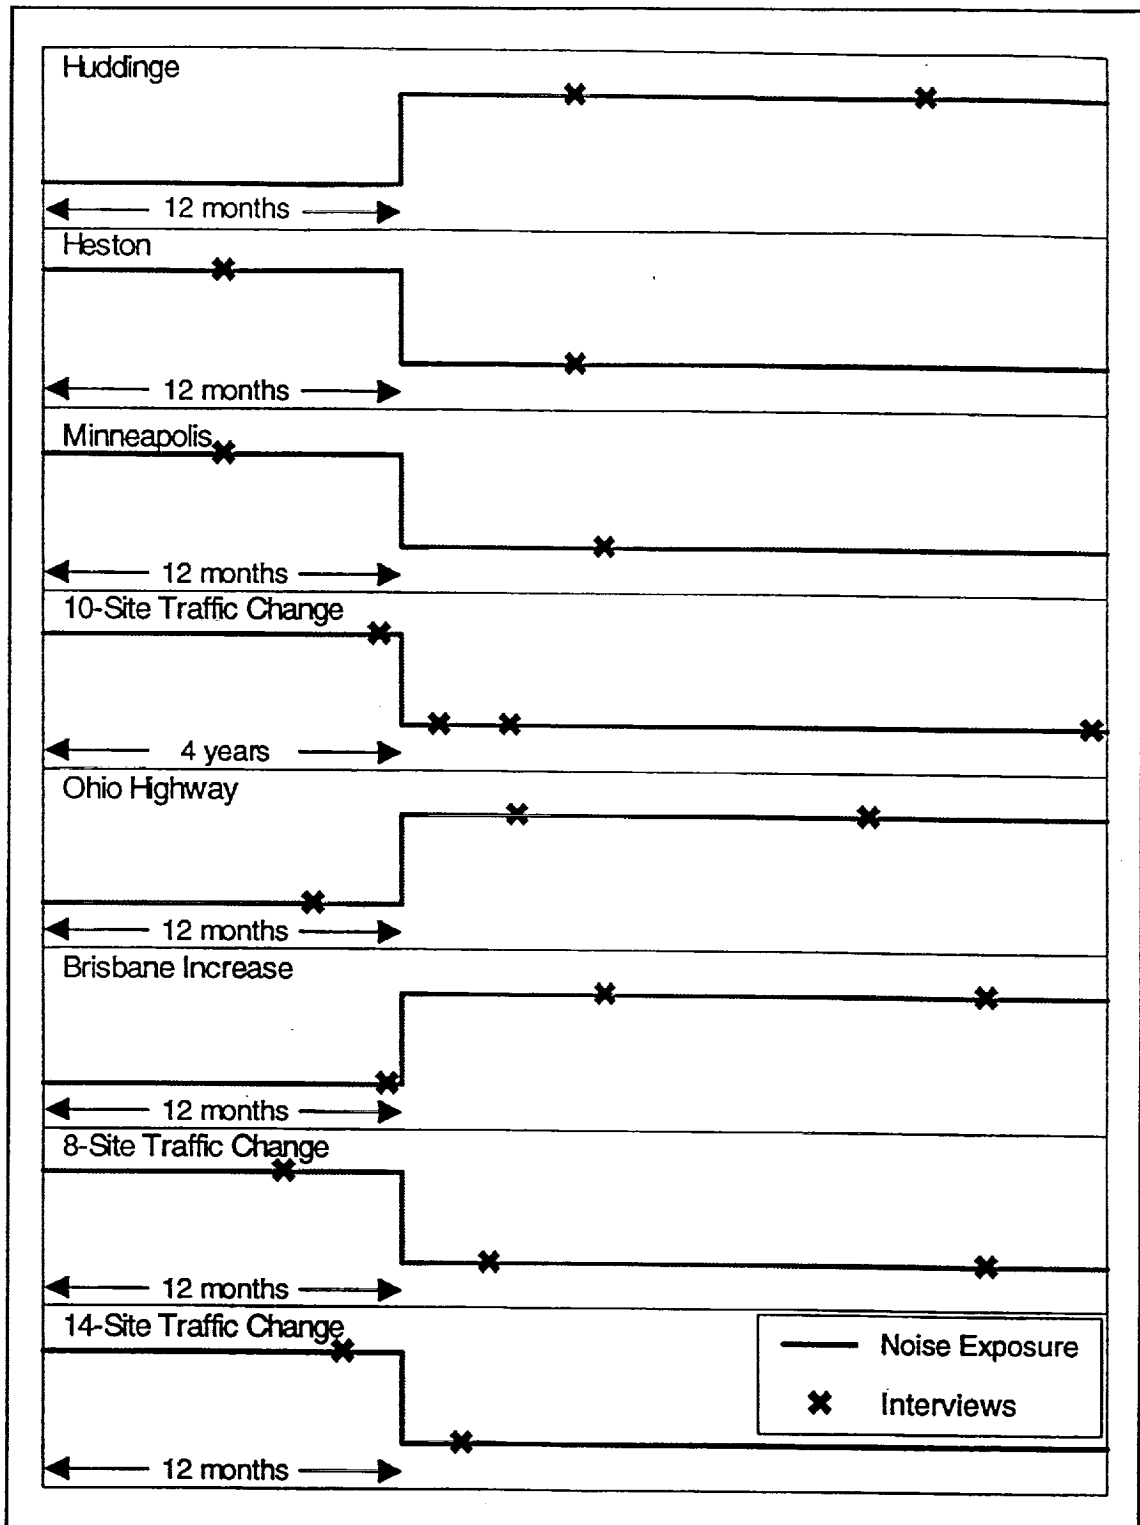 Huddinge
12 months
Heston
12 months
Minneapolis
12 months
10-Site Traffic Change
4 years
Ohio Highway
12 months
Brisbane Increase
12 months
8-Site Traffic Change
12 months
14-Site Traffic Change
Noise Exposure
Interviews
12 months